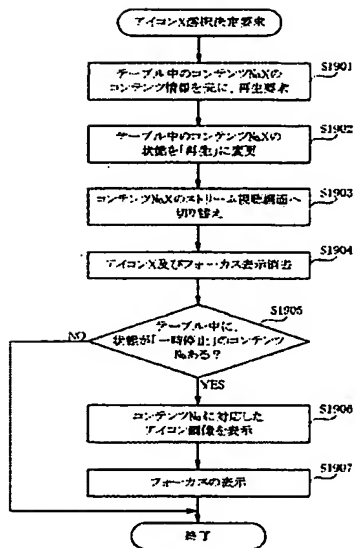 アイコンX選択決定要求
S1901
テーブル中のコンテンツNoXの
コンテンツ情報を元に、再生要求
S1902
テーブル中のコンテンツNoXの
状態を「再生」に変更
S1903
コンテンツNoXのストリーム視聴画面へ
切り替え
S1904
アイコンX及びフォーカス表示消去
S1905
テーブル中に、
状態が「一時停止」のコンテンツ
Noある?
NO
YES
S1906
コンテンツNoに対応した
アイコン画像を表示
S1907
フォーカスの表示
終了